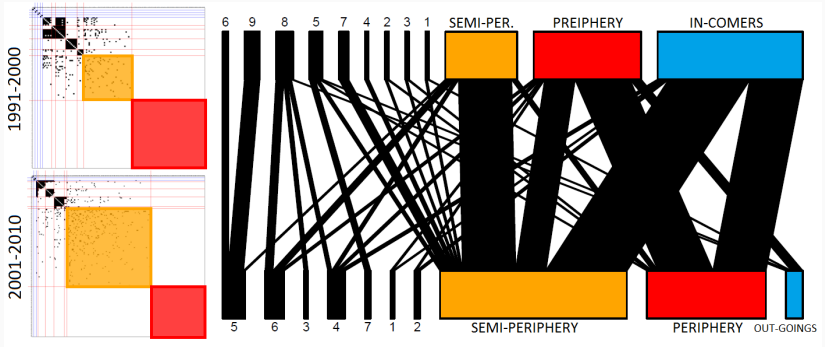 1991-2000
2001-2010
6 9 8 5 7 4 2 3 1 SEMI-PER. PREIPHERY IN-COMERS
5 6 3 4 7 1 2 SEMI-PERIPHERY PERIPHERY OUT-GOINGS